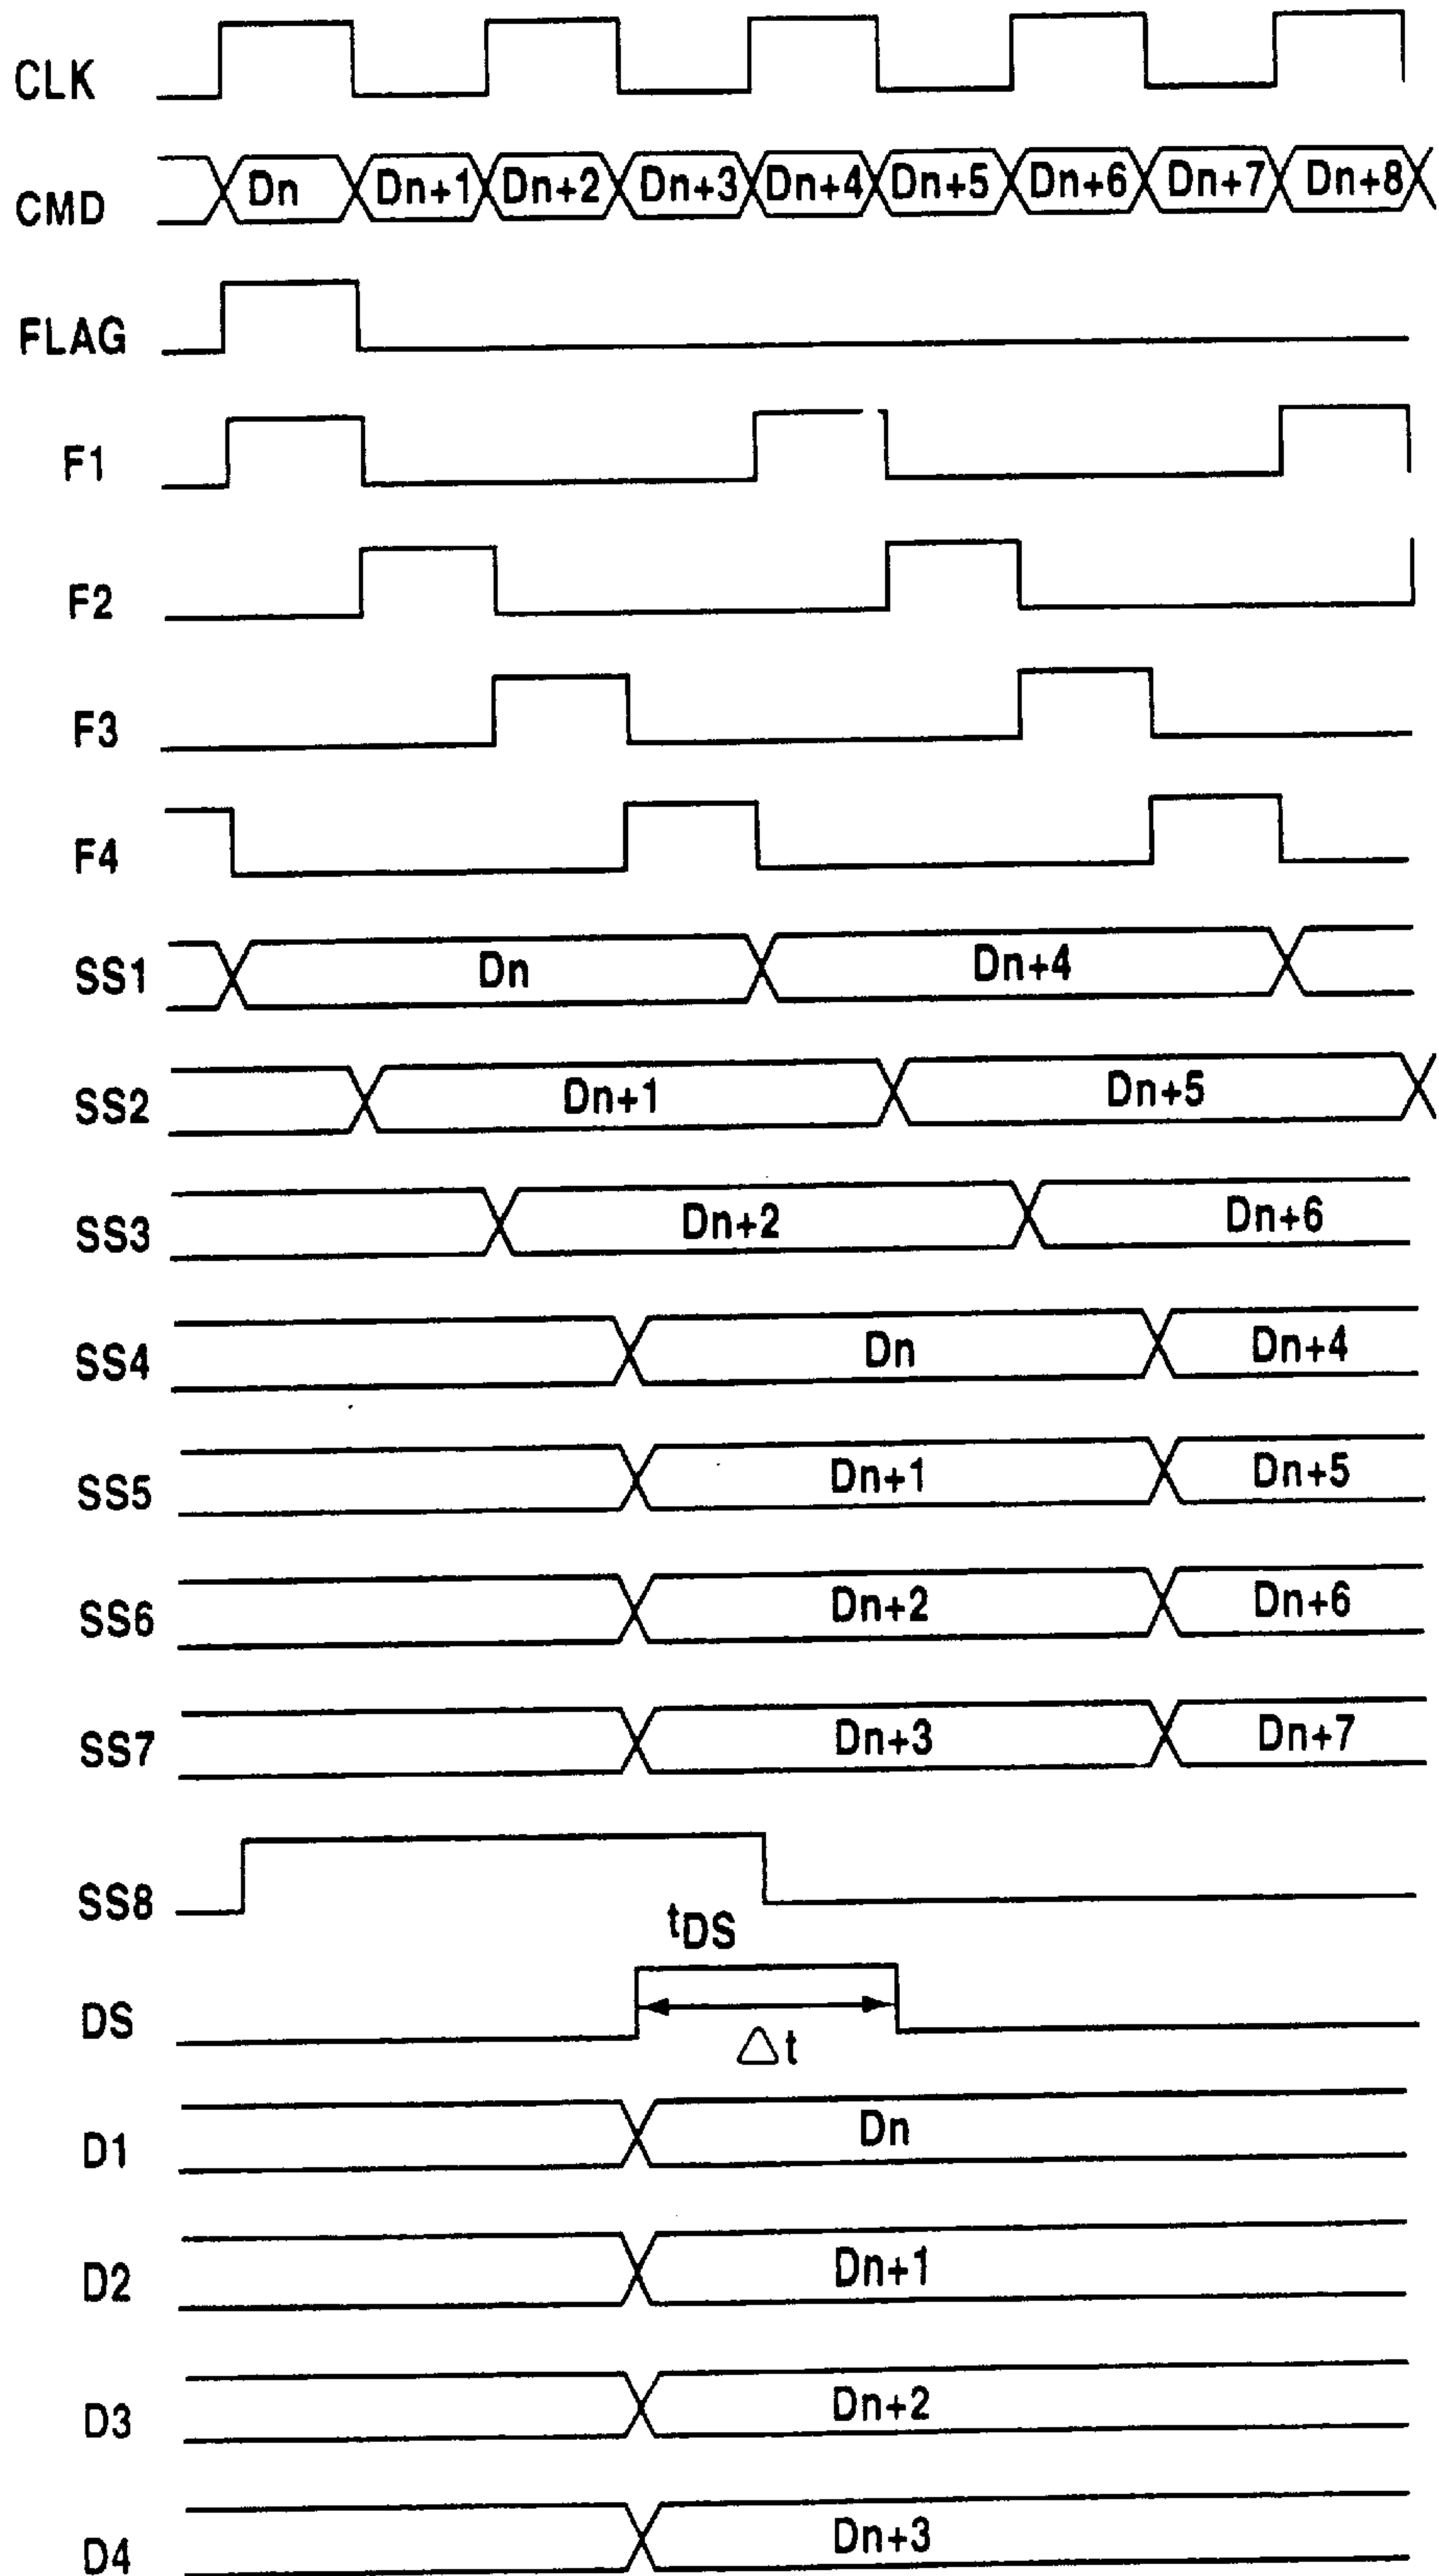 CLK
CMD Dn Dn+1 Dn+2 Dn+3 Dn+4 Dn+5 Dn+6 Dn+7 Dn+8
FLAG
F1
F2
F3
F4
SS1 Dn Dn+4
SS2 Dn+1 Dn+5
SS3 Dn+2 Dn+6
SS4 Dn Dn+4
SS5 Dn+1 Dn+5
SS6 Dn+2 Dn+6
SS7 Dn+3 Dn+7
SS8
tDS
DS
△t
D1 Dn
D2 Dn+1
D3 Dn+2
D4 Dn+3